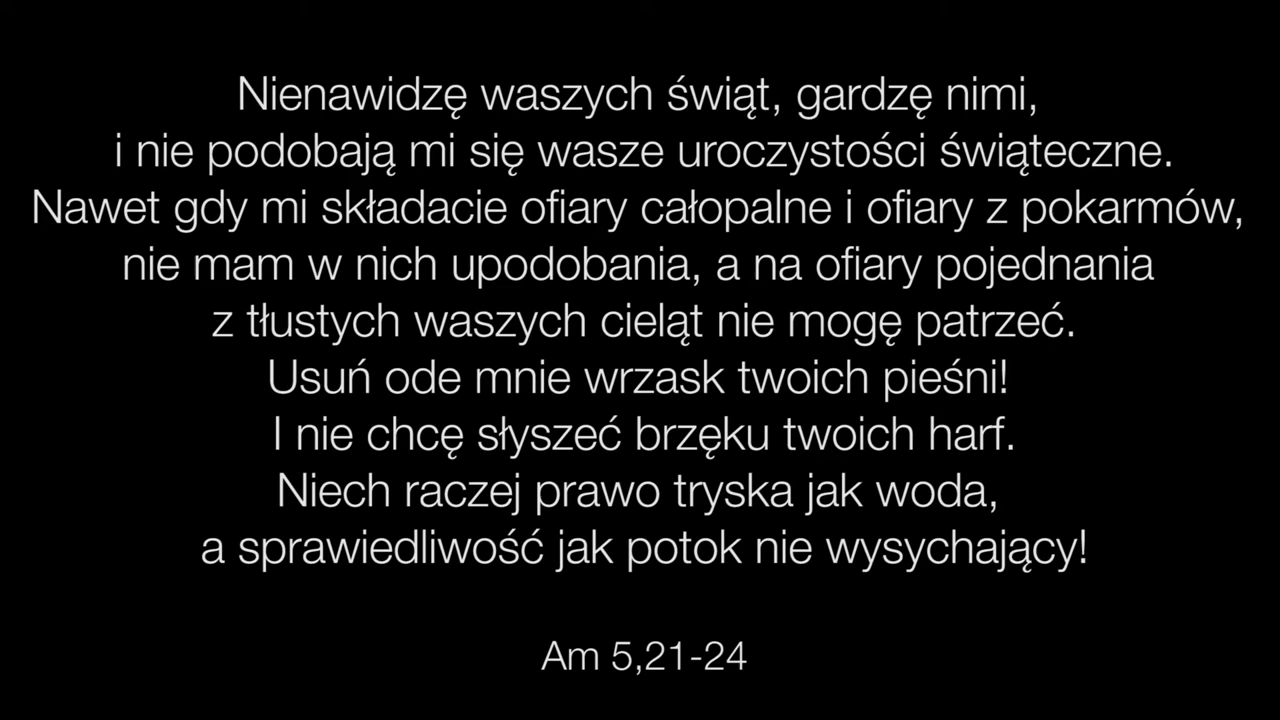 Nienawidzę waszych świąt, gardzę nimi,
i nie podobają mi się wasze uroczystości świąteczne.
Nawet gdy mi składacie ofiary całopalne i ofiary z pokarmów,
nie mam w nich upodobania, a na ofiary pojednania
z tłustych waszych cieląt nie mogę patrzeć.
Usuń ode mnie wrzask twoich pieśni!
I nie chcę słyszeć brzęku twoich harf.
Niech raczej prawo tryska jak woda,
a sprawiedliwość jak potok nie wysychający!
Am 5,21-24